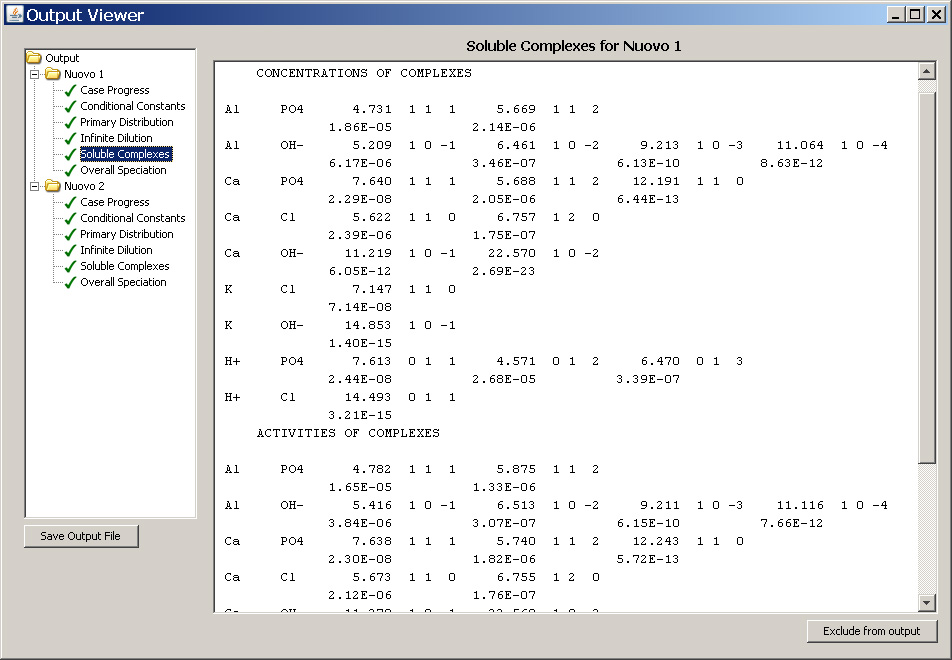 Output Viewer
Output
Nuovo 1
Case Progress
Conditional Constants
Primary Distribution
Infinite Dilution
Soluble Complexes
Overall Speciation
Nuovo 2
Case Progress
Conditional Constants
Primary Distribution
Infinite Dilution
Soluble Complexes
Overall Speciation
Save Output File
Soluble Complexes for Nuovo 1
CONCENTRATIONS OF COMPLEXES
Al PO4 4.731 1 1 1 5.669 1 1 2
1.86E-05 2.14E-06
Al OH- 5.209 1 0 -1 6.461 1 0 -2 9.213 1 0 -3 11.064 1 0 -4
6.17E-06 3.46E-07 6.13E-10 8.63E-12
Ca PO4 7.640 1 1 1 5.688 1 1 2 12.191 1 1 0
2.29E-08 2.05E-06 6.44E-13
Ca Cl 5.622 1 1 0 6.757 1 2 0
2.39E-06 1.75E-07
Ca OH- 11.219 1 0 -1 22.570 1 0 -2
6.05E-12 2.69E-23
K Cl 7.147 1 1 0
7.14E-08
K OH- 14.853 1 0 -1
1.40E-15
H+ PO4 7.613 0 1 1 4.571 0 1 2 6.470 0 1 3
2.44E-08 2.68E-05 3.39E-07
H+ Cl 14.493 0 1 1
3.21E-15
ACTIVITIES OF COMPLEXES
Al PO4 4.782 1 1 1 5.875 1 1 2
1.65E-05 1.33E-06
Al OH- 5.416 1 0 -1 6.513 1 0 -2 9.211 1 0 -3 11.116 1 0 -4
3.84E-06 3.07E-07 6.15E-10 7.66E-12
Ca PO4 7.638 1 1 1 5.740 1 1 2 12.243 1 1 0
2.30E-08 1.82E-06 5.72E-13
Ca Cl 5.673 1 1 0 6.755 1 2 0
2.12E-06 1.76E-07
Exclude from output